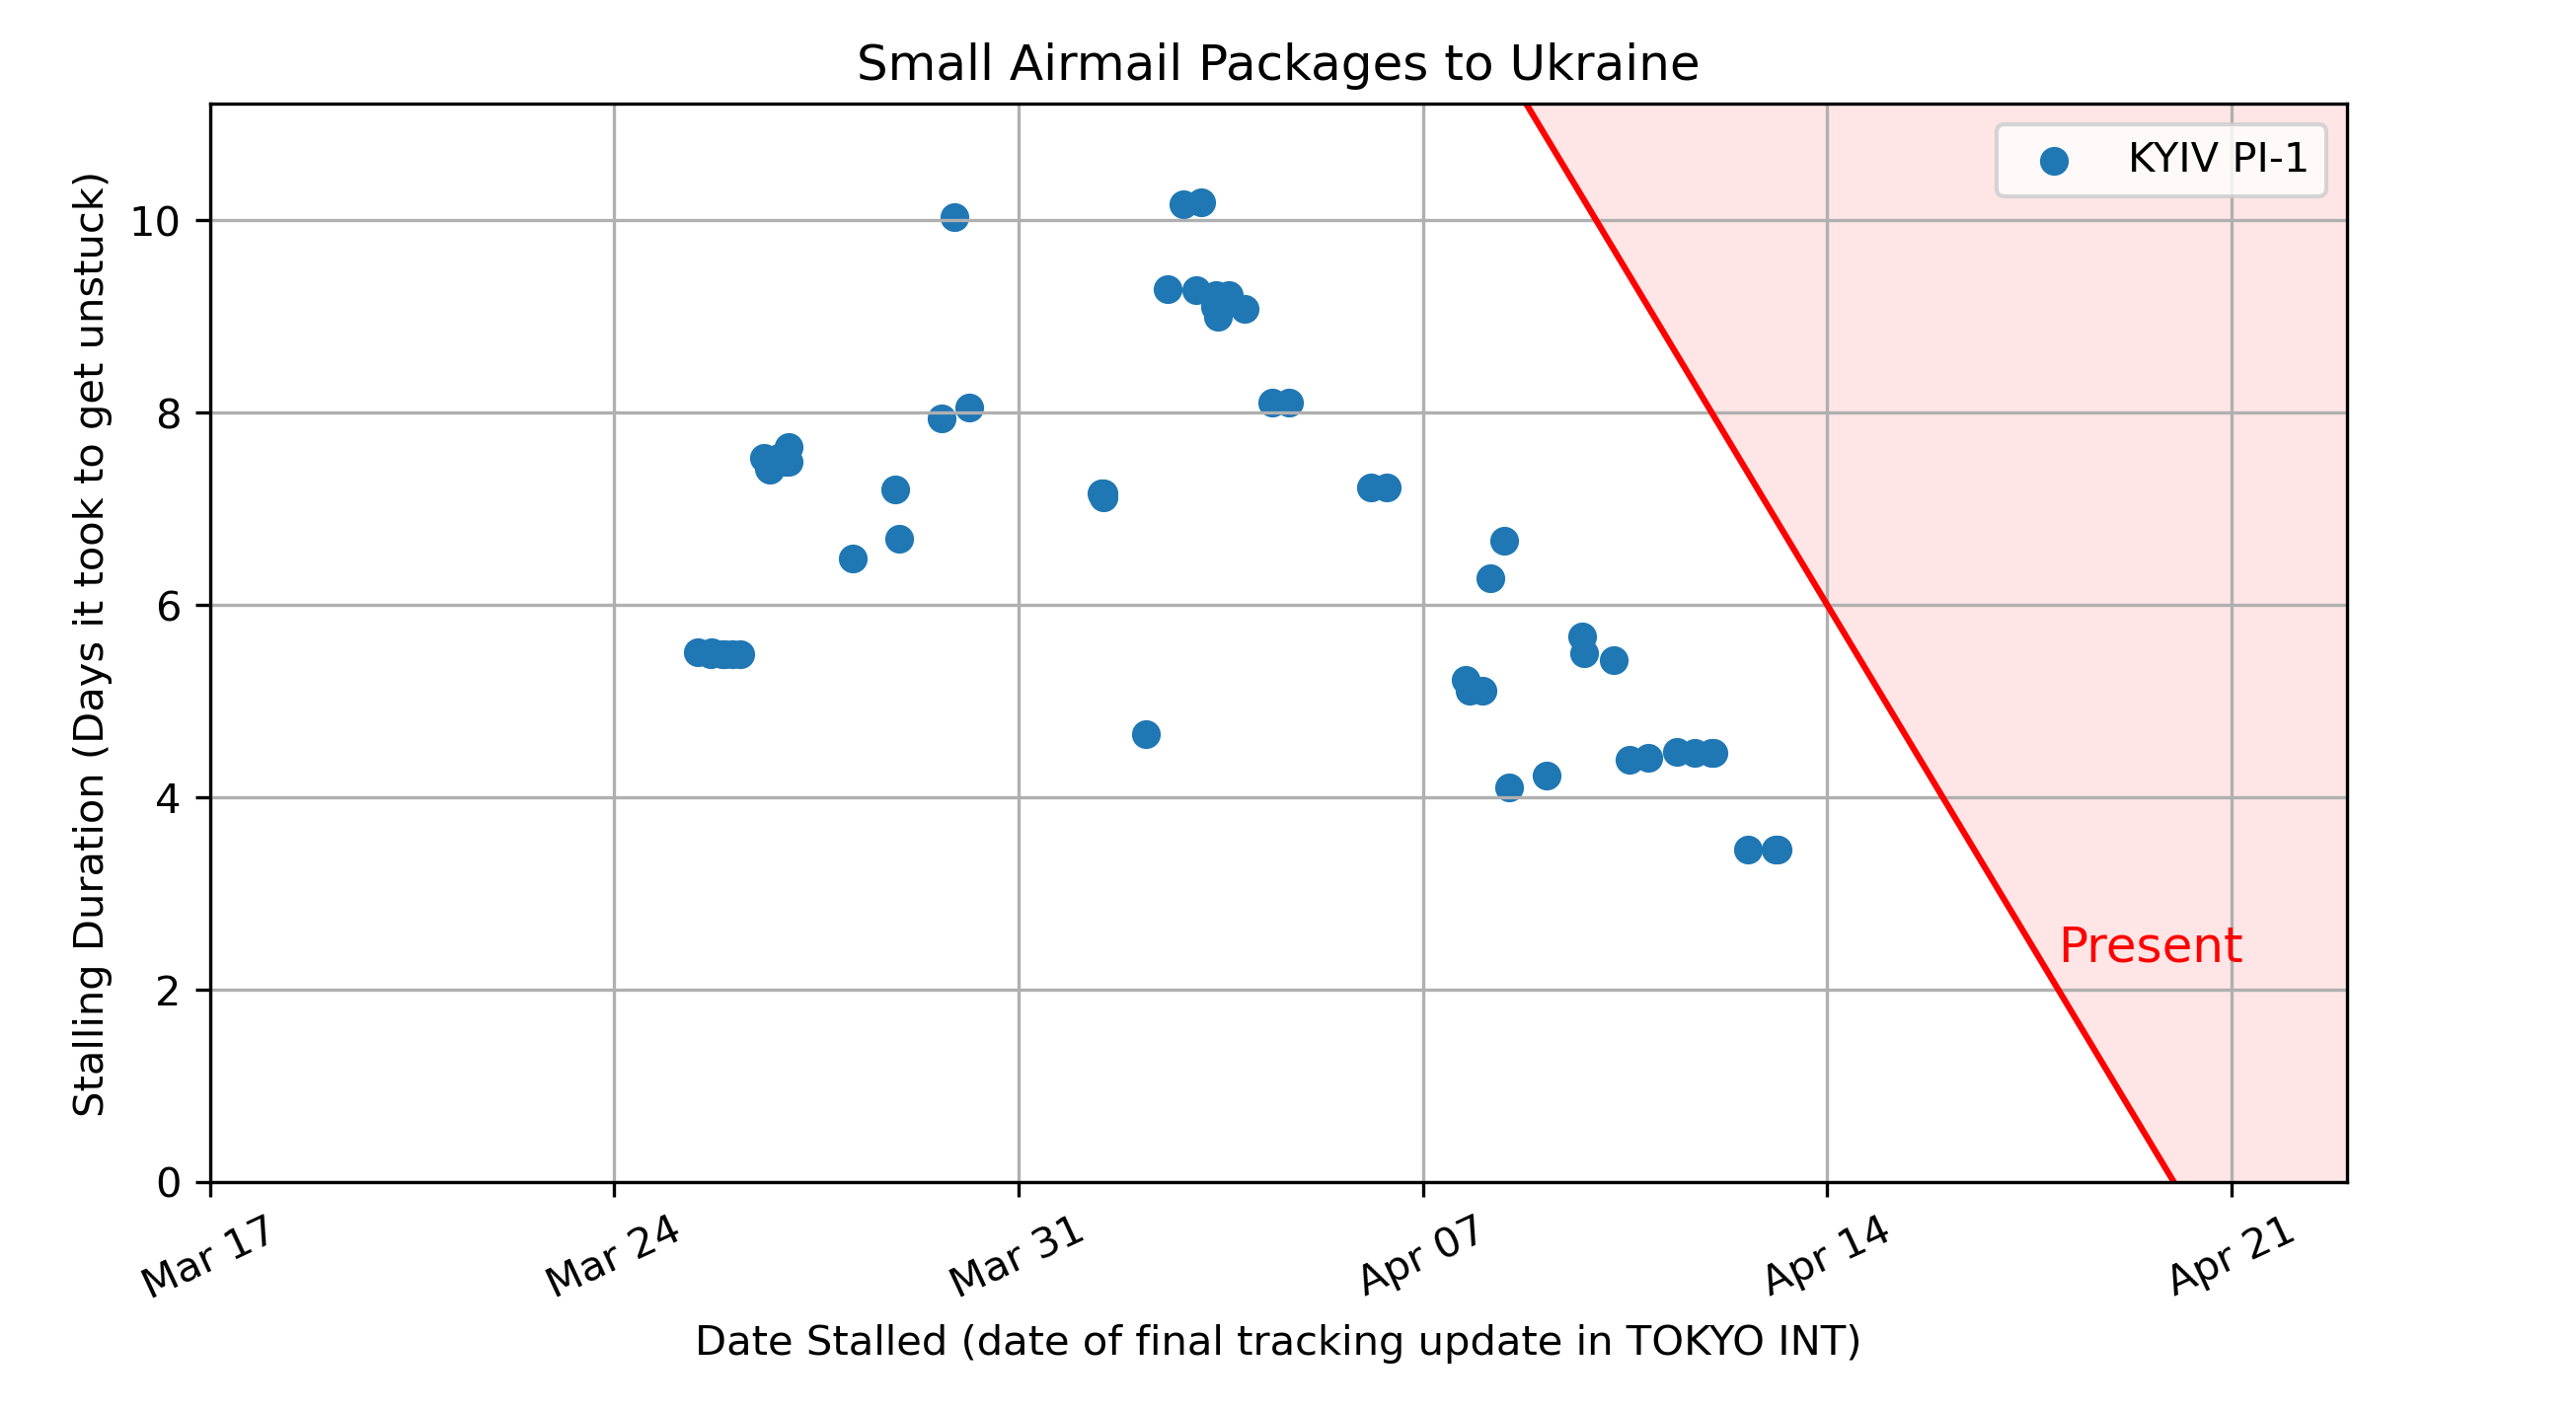 Small Airmail Packages to Ukraine
KYIV PI-1
Stalling Duration (Days it took to get unstuck)
10
8
6
4
2
0
Present
Mar 17
Mar 24
Mar 31
Apr 07
Apr 14
Apr 21
Date Stalled (date of final tracking update in TOKYO INT)